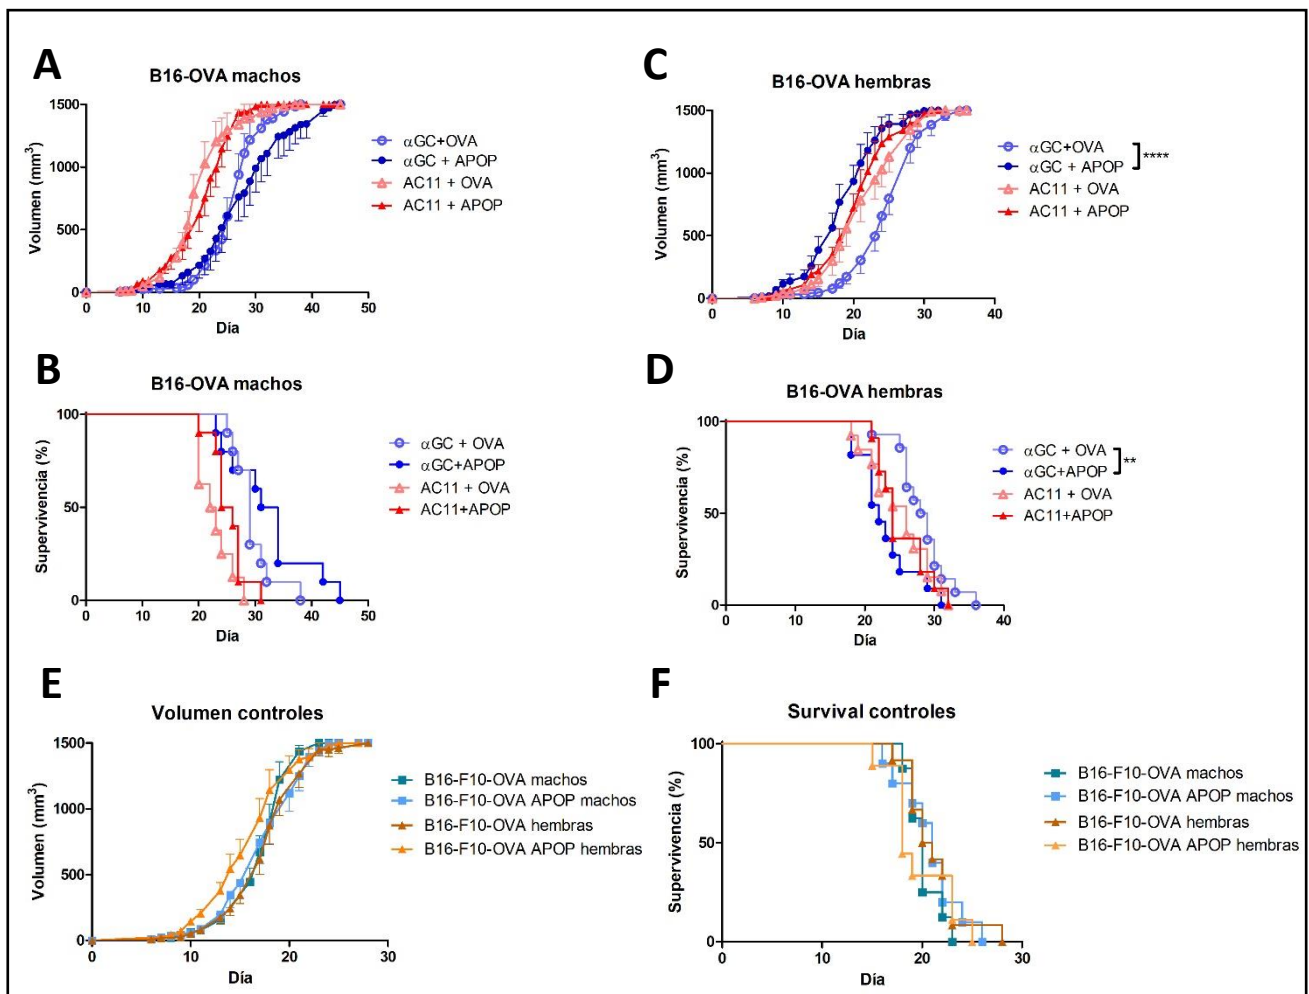 A
B16-OVA machos
1500
1000
500
0
Volumen (mm3)
0 10 20 30 40 50
Día
αGC+OVA
αGC + APOP
AC11 + OVA
AC11 + APOP
C
B16-OVA hembras
1500
1000
500
0
Volumen (mm3)
0 10 20 30 40
Día
αGC+OVA
αGC + APOP
AC11 + OVA
AC11 + APOP
****
B
B16-OVA machos
100
50
0
Supervivencia (%)
0 10 20 30 40 50
Día
αGC + OVA
αGC+APOP
AC11 + OVA
AC11+APOP
D
B16-OVA hembras
100
50
0
Supervivencia (%)
0 10 20 30 40
Día
αGC + OVA
αGC+APOP
AC11 + OVA
AC11+APOP
**
E
Volumen controles
1500
1000
500
0
Volumen (mm3)
0 10 20 30
Día
B16-F10-OVA machos
B16-F10-OVA APOP machos
B16-F10-OVA hembras
B16-F10-OVA APOP hembras
F
Survival controles
100
50
0
Supervivencia (%)
0 10 20 30
Día
B16-F10-OVA machos
B16-F10-OVA APOP machos
B16-F10-OVA hembras
B16-F10-OVA APOP hembras